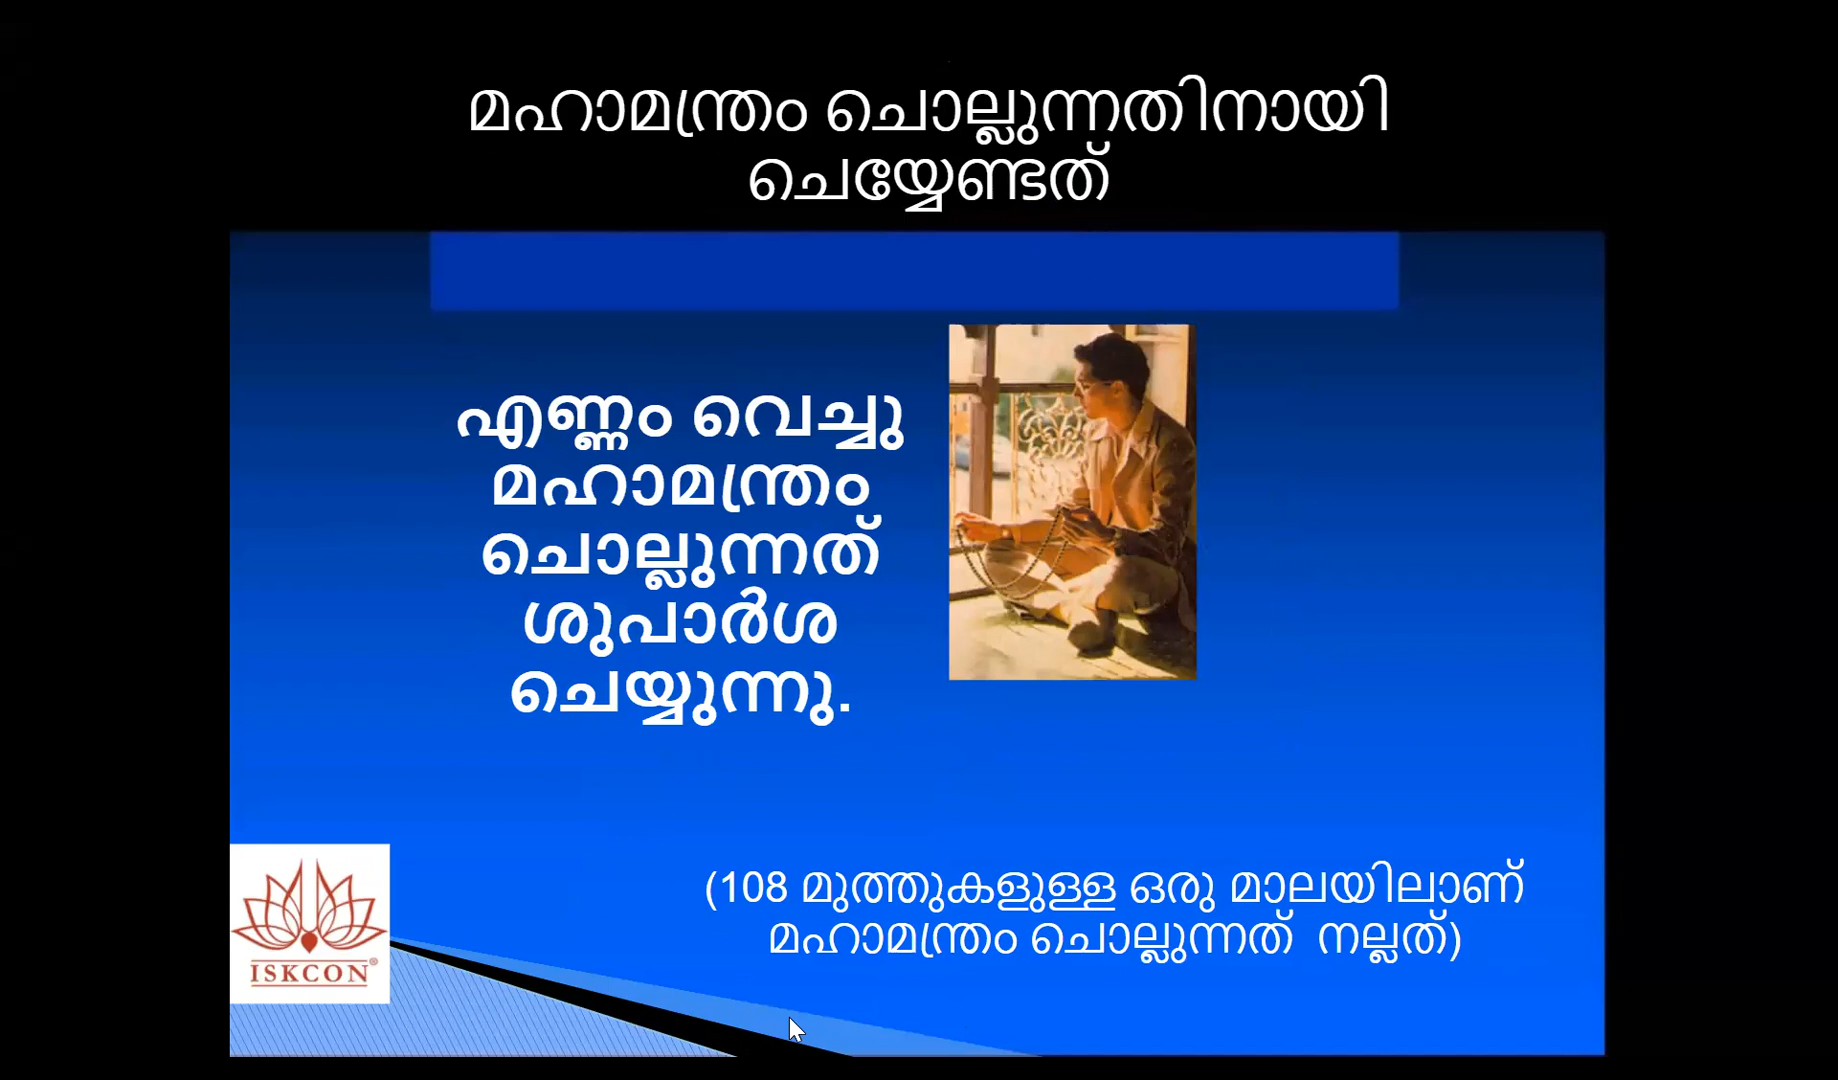 മഹാമന്ത്രം ചൊല്ലുന്നതിനായി
ചെയ്യേണ്ടത്
എണ്ണം വെച്ചു
മഹാമന്ത്രം
ചൊല്ലുന്നത്
ശുപാർശ
ചെയ്യുന്നു.
(108 മുത്തുകളുള്ള ഒരു മാലയിലാണ്
മഹാമന്ത്രം ചൊല്ലുന്നത് നല്ലത്)
ISKCON®